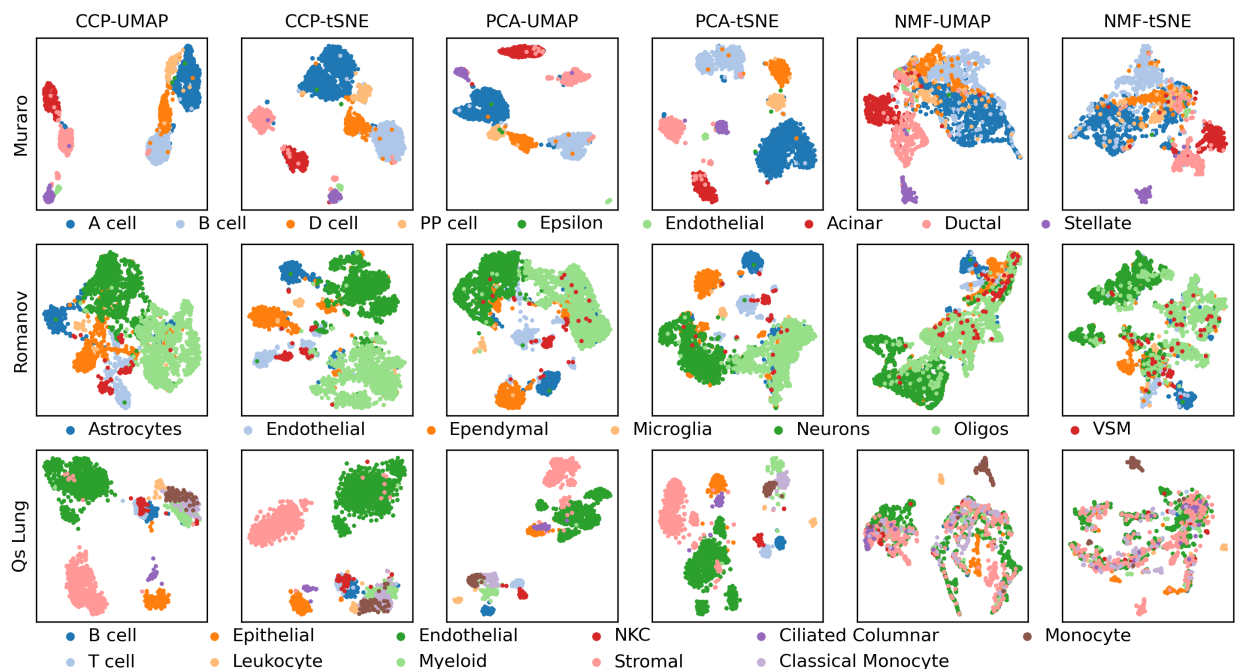 CCP-UMAP CCP-tSNE PCA-UMAP PCA-tSNE NMF-UMAP NMF-tSNE
Muraro
A cell B cell D cell PP cell Epsilon Endothelial Acinar Ductal Stellate
Romanov
Astrocytes Endothelial Ependymal Microglia Neurons Oligos VSM
Qs Lung
B cell Epithelial Endothelial NKC Ciliated Columnar Monocyte
T cell Leukocyte Myeloid Stromal Classical Monocyte